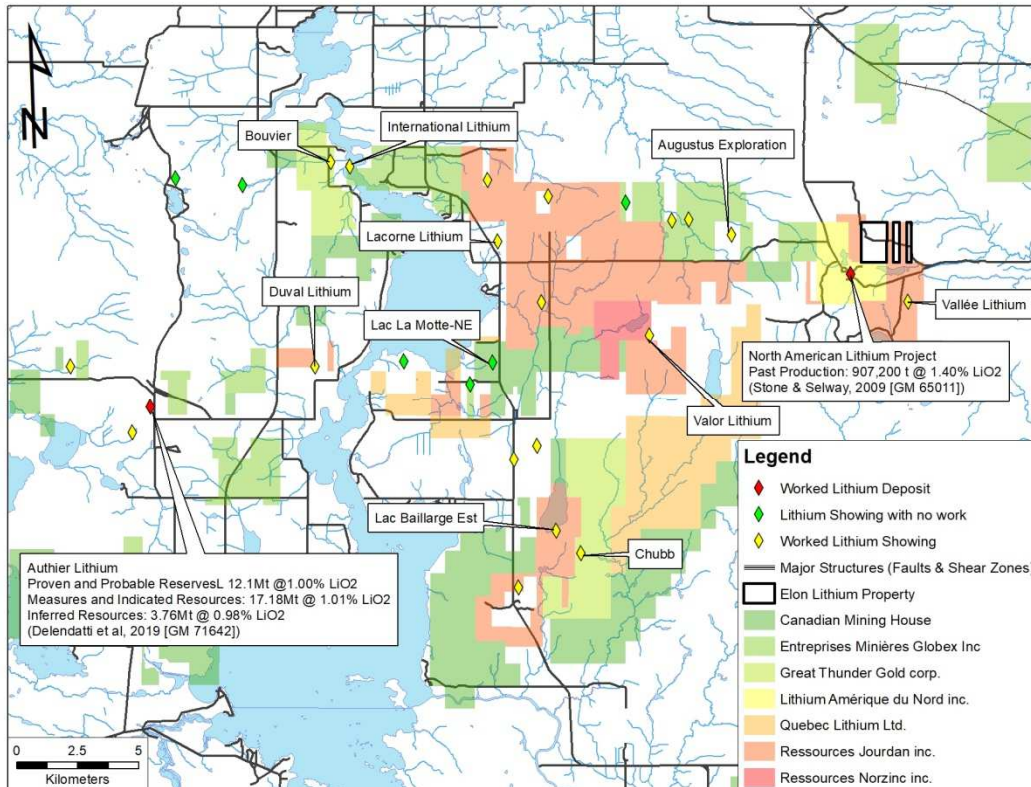 N
Bouvier
International Lithium
Augustus Exploration
Lacorne Lithium
Duval Lithium
Lac La Motte-NE
Vallée Lithium
North American Lithium Project
Past Production: 907,200 t @ 1.40% LiO2
(Stone & Selway, 2009 [GM 65011])
Valor Lithium
Lac Baillarge Est
Chubb
Authier Lithium
Proven and Probable ReservesL 12.1Mt @1.00% LiO2
Measures and Indicated Resources: 17.18Mt @ 1.01% LiO2
Inferred Resources: 3.76Mt @ 0.98% LiO2
(Delendatti et al, 2019 [GM 71642])
0 2.5 5
Kilometers
Legend
Worked Lithium Deposit
Lithium Showing with no work
Worked Lithium Showing
Major Structures (Faults & Shear Zones)
Elon Lithium Property
Canadian Mining House
Entreprises Minières Globex Inc
Great Thunder Gold corp.
Lithium Amérique du Nord inc.
Quebec Lithium Ltd.
Ressources Jourdan inc.
Ressources Norzinc inc.